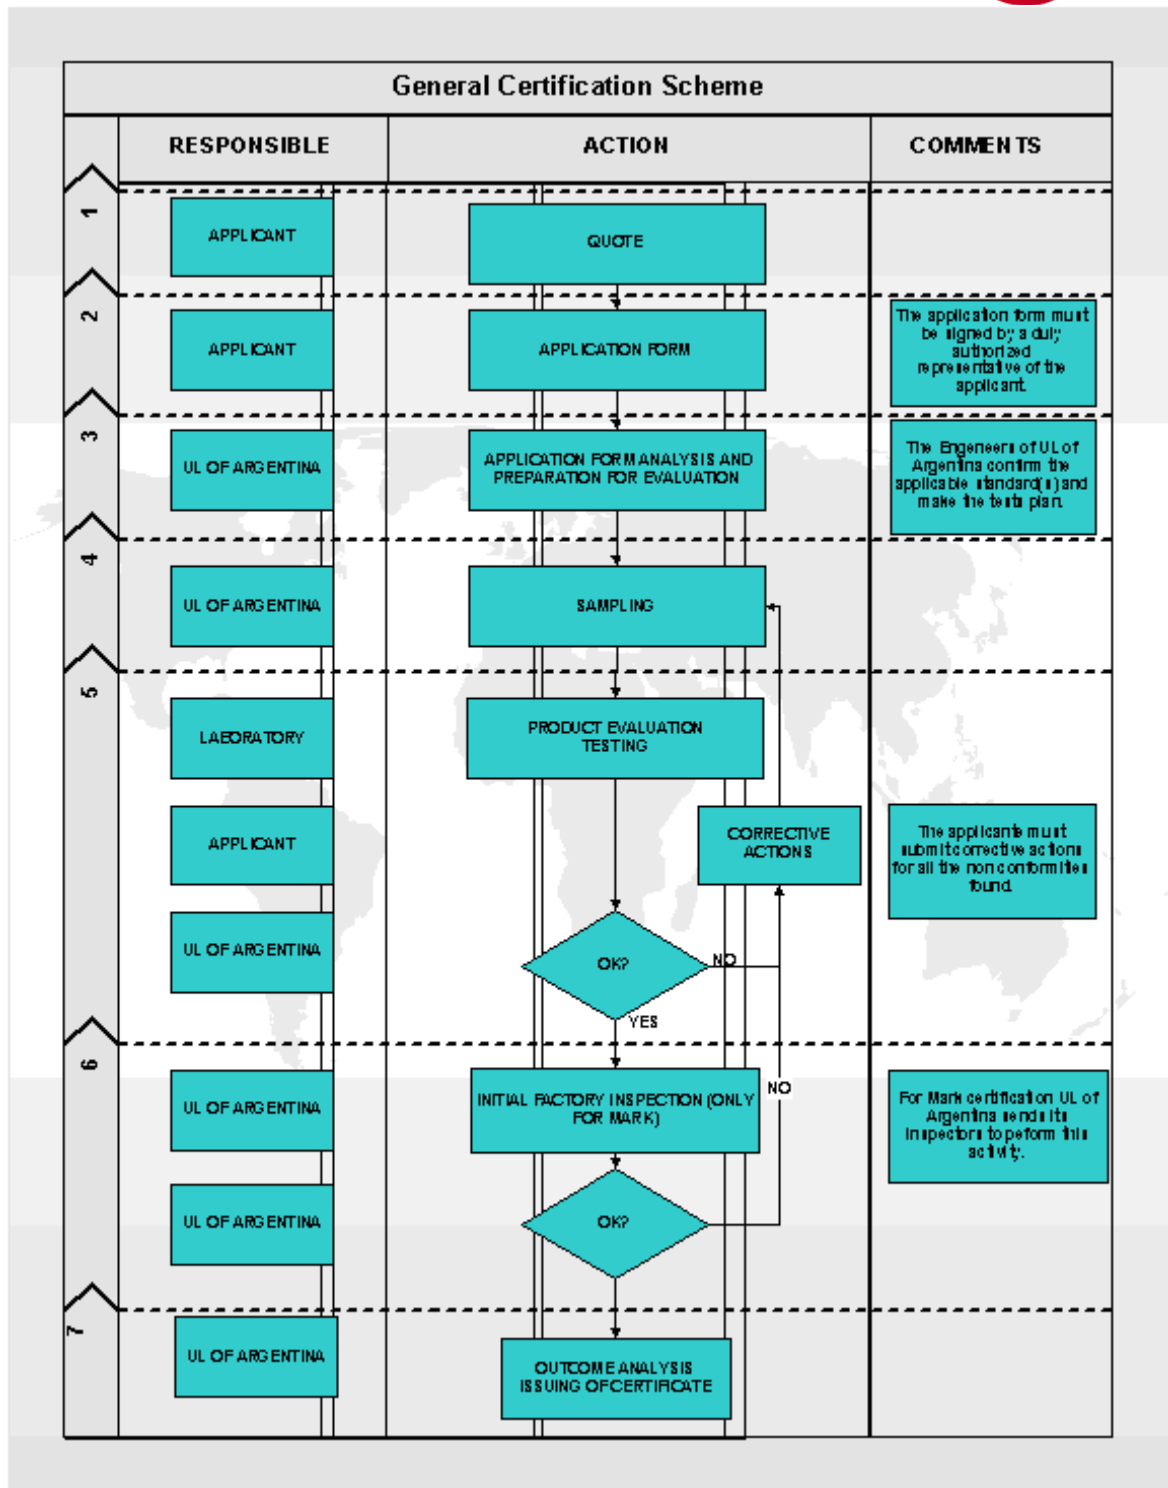 General Certification Scheme
RESPONSIBLE
ACTION
COMMENTS
1
APPLICANT
QUOTE
2
APPLICANT
APPLICATION FORM
The application form must
be signed by a duly
authorized
representative of the
applicant.
3
UL OF ARGENTINA
APPLICATION FORM ANALYSIS AND
PREPARATION FOR EVALUATION
The Engeneers of UL of
Argentina confirm the
applicable standard(s) and
make the tests plan.
4
UL OF ARGENTINA
SAMPLING
5
LABORATORY
PRODUCT EVALUATION
TESTING
APPLICANT
CORRECTIVE
ACTIONS
The applicants must
submit corrective actions
for all the non conformities
found.
UL OF ARGENTINA
OK?
NO
YES
6
UL OF ARGENTINA
INITIAL FACTORY INSPECTION (ONLY
FOR MARK)
NO
For Mark certification UL of
Argentina sends its
inspectors to peform this
activity.
UL OF ARGENTINA
OK?
7
UL OF ARGENTINA
OUTCOME ANALYSIS
ISSUING OF CERTIFICATE